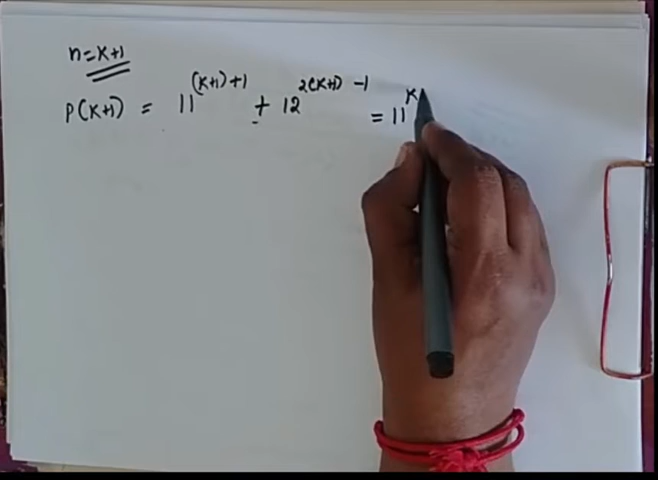 n=k+1
P(k+1) = 11^(k+1)+1 + 12^2(k+1)-1 = 11^k